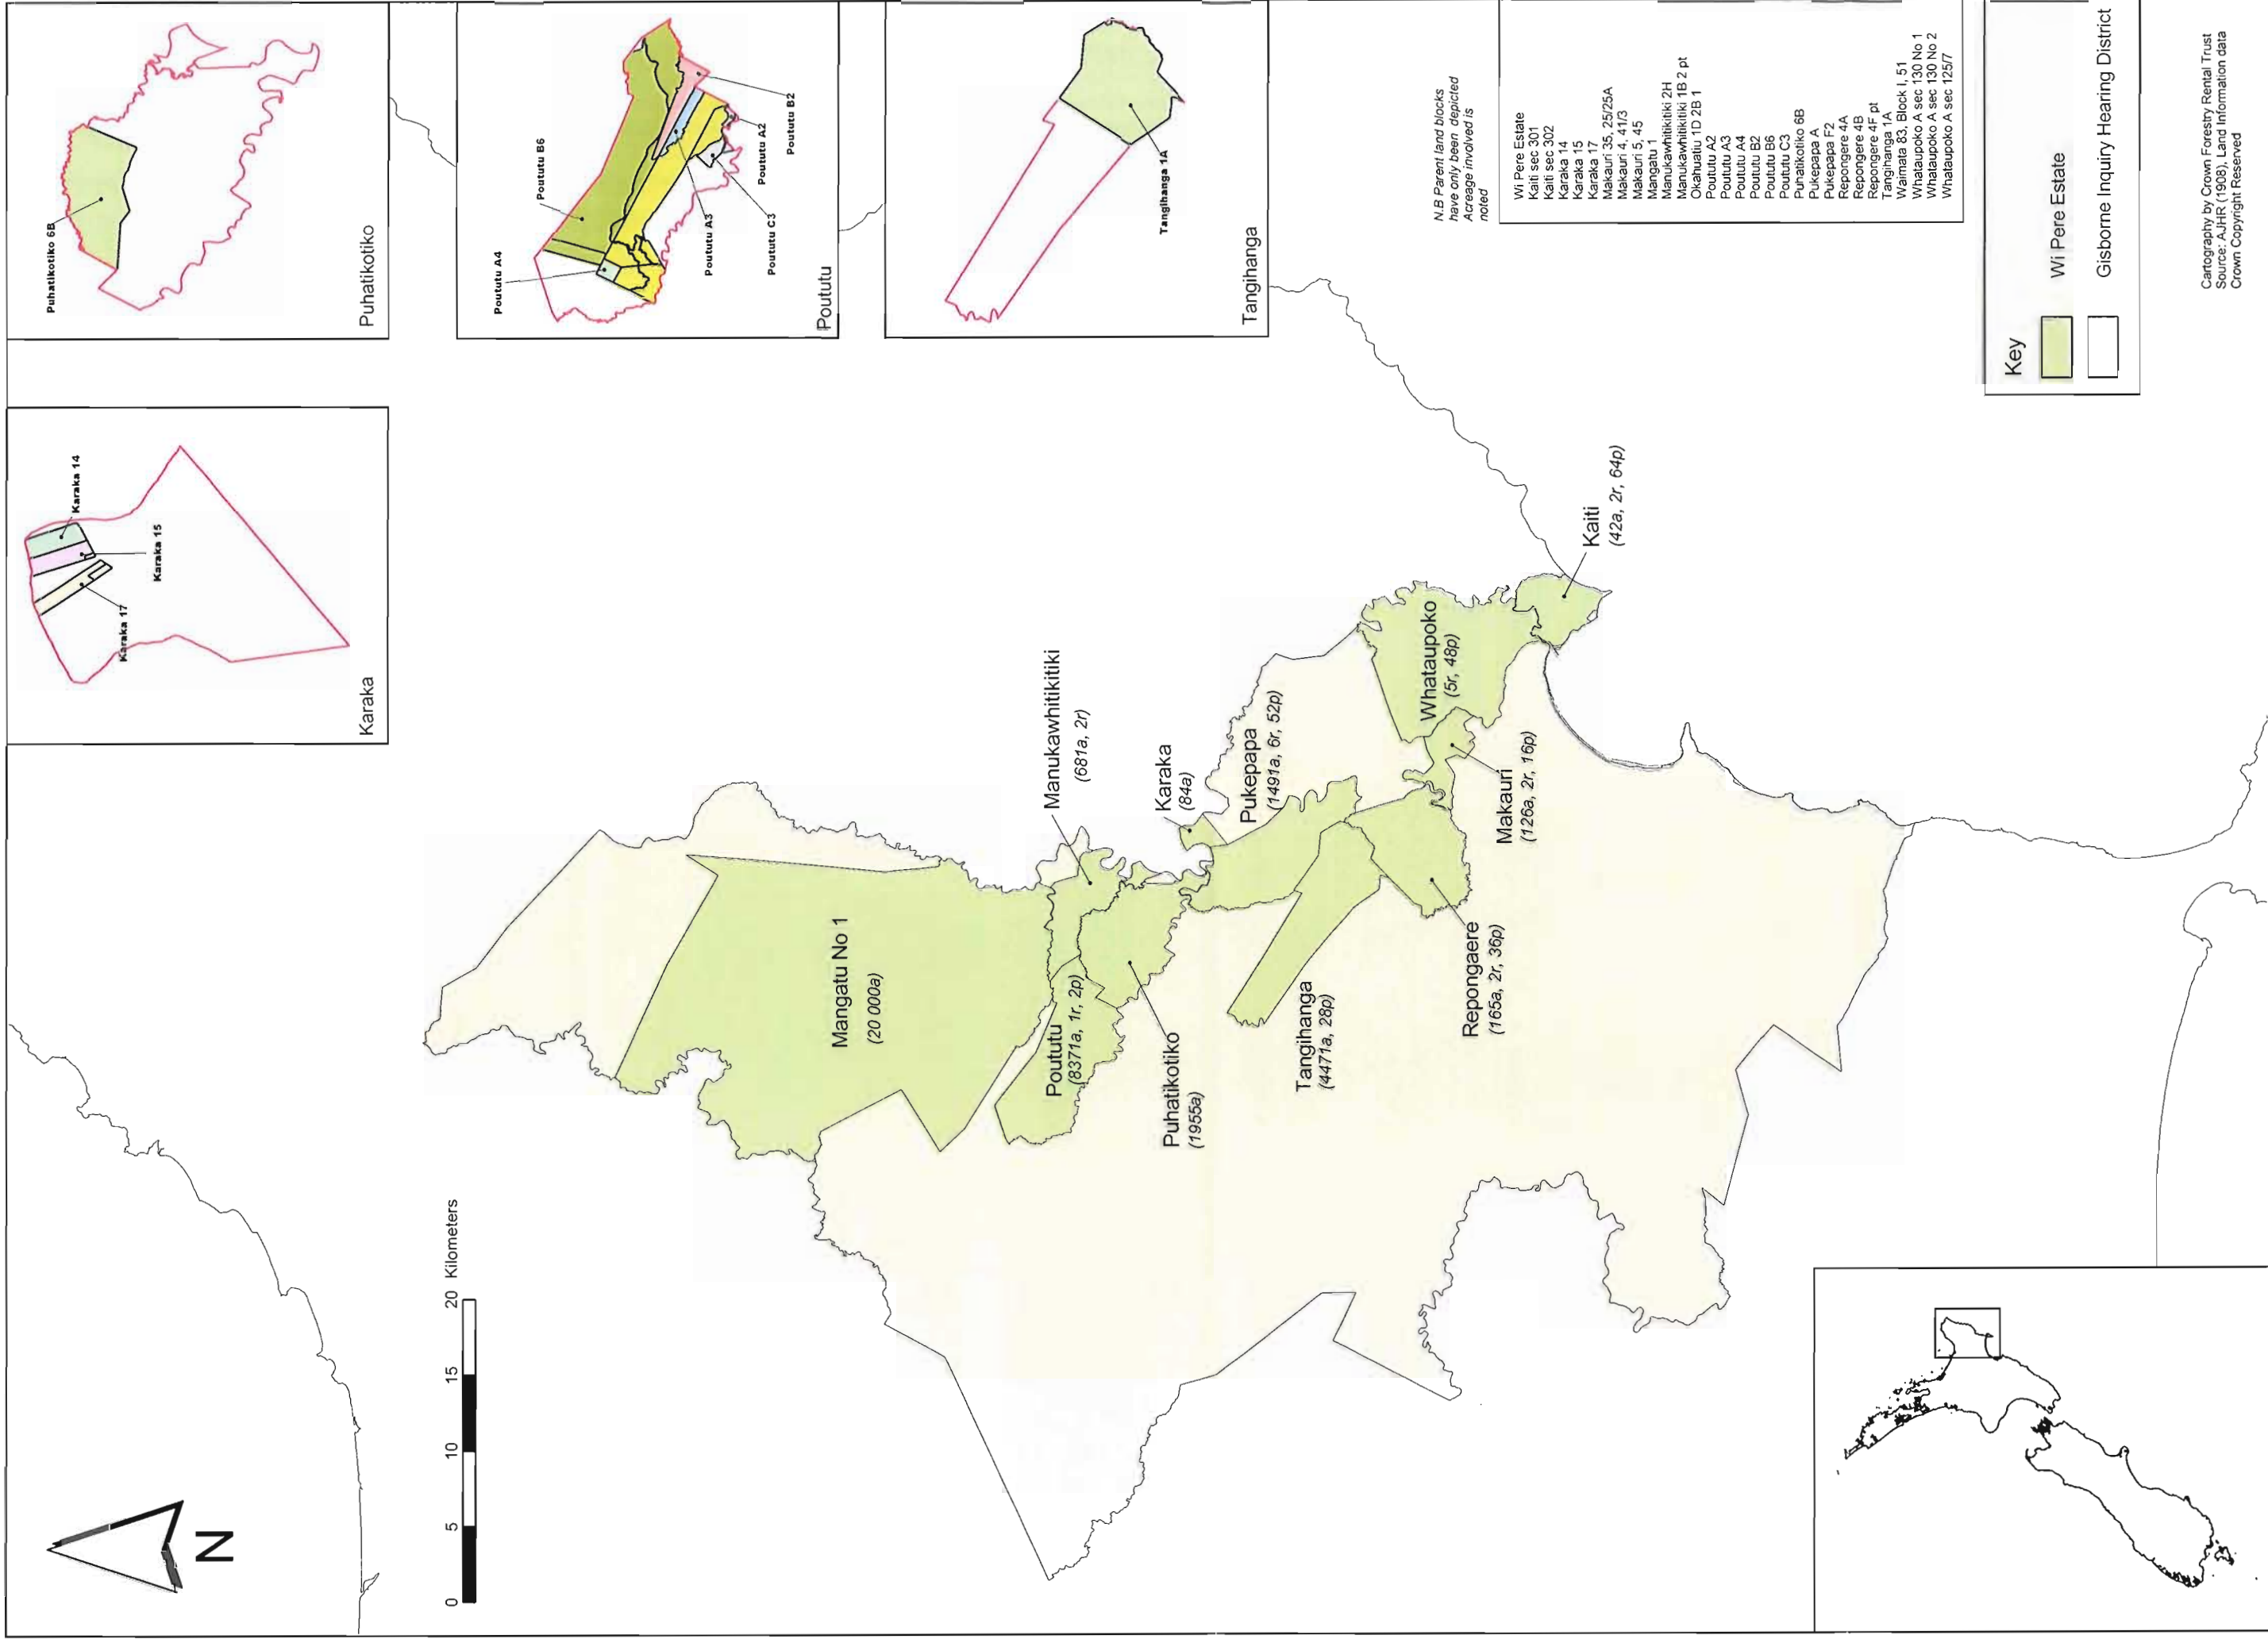 N
0 5 10 15 20 Kilometers
Karaka 17
Karaka 15
Karaka 14
Karaka
Puhatikotiko 6B
Puhatikotiko
Poututu A4
Poututu B6
Poututu A3
Poututu C3
Poututu A2
Poututu B2
Poututu
Tangihanga 1A
Tangihanga
Mangatu No 1
(20 000a)
Manukawhitikitiki
(681a, 2r)
Poututu
(8371a, 1r, 2p)
Puhatikotiko
(1955a)
Karaka
(84a)
Pukepapa
(1491a, 6r, 52p)
Tangihanga
(4471a, 28p)
Repongaere
(165a, 2r, 36p)
Makauri
(126a, 2r, 16p)
Whataupoko
(5r, 48p)
Kaiti
(42a, 2r, 64p)
N.B Parent land blocks
have only been depicted
Acreage involved is
noted
Wi Pere Estate
Kaiti sec 301
Kaiti sec 302
Karaka 14
Karaka 15
Karaka 17
Makauri 35, 25/25A
Makauri 4, 41/3
Makauri 5, 45
Mangatu 1
Manukawhitikitiki 2H
Manukawhitikitikiti 1B 2 pt
Okahuatiu 1D 2B 1
Poututu A2
Poututu A3
Poututu A4
Poututu B2
Poututu B6
Poututu C3
Puhatikotiko 6B
Pukepapa A
Pukepapa F2
Repongere 4A
Repongere 4B
Repongere 4F pt
Tangihanga 1A
Waimata 83, Block I, 51
Whataupoko A sec 130 No 1
Whataupoko A sec 130 No 2
Whataupoko A sec 125/7
Key
Wi Pere Estate
Gisborne Inquiry Hearing District
Cartography by Crown Forestry Rental Trust
Source: AJHR (1908), Land Information data
Crown Copyright Reserved